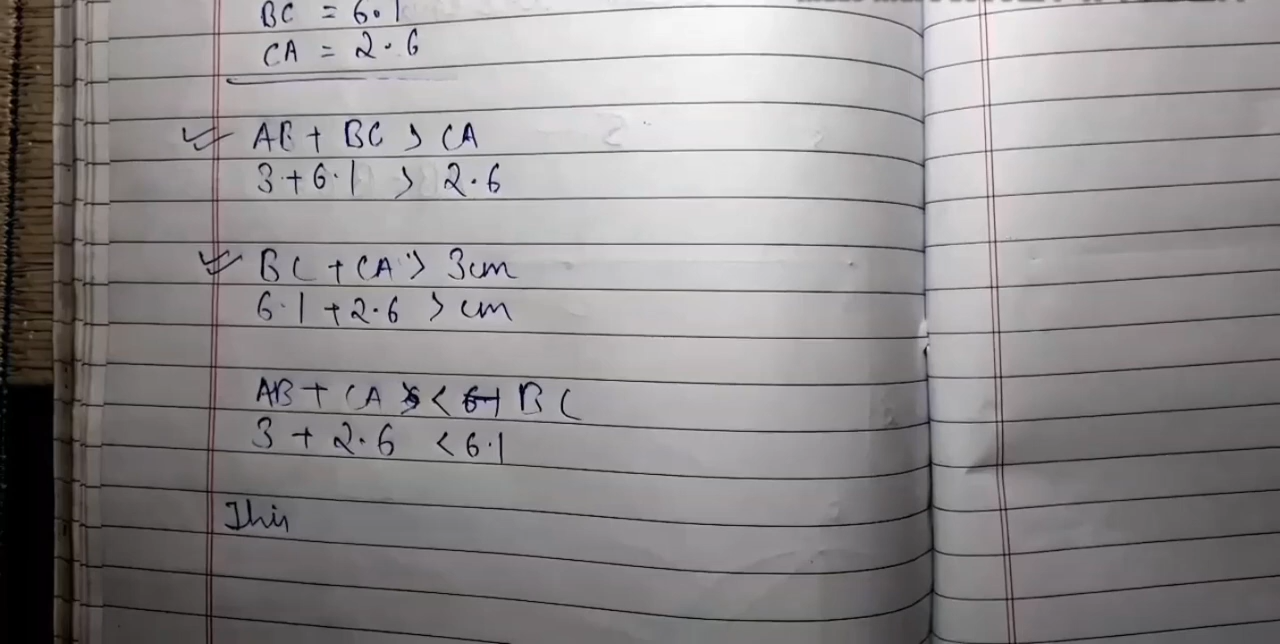 BC = 6.1
CA = 2.6
AB + BC > CA
3 + 6.1 > 2.6
BC + CA > 3cm
6.1 + 2.6 > cm
AB + CA < BC
3 + 2.6 < 6.1
This